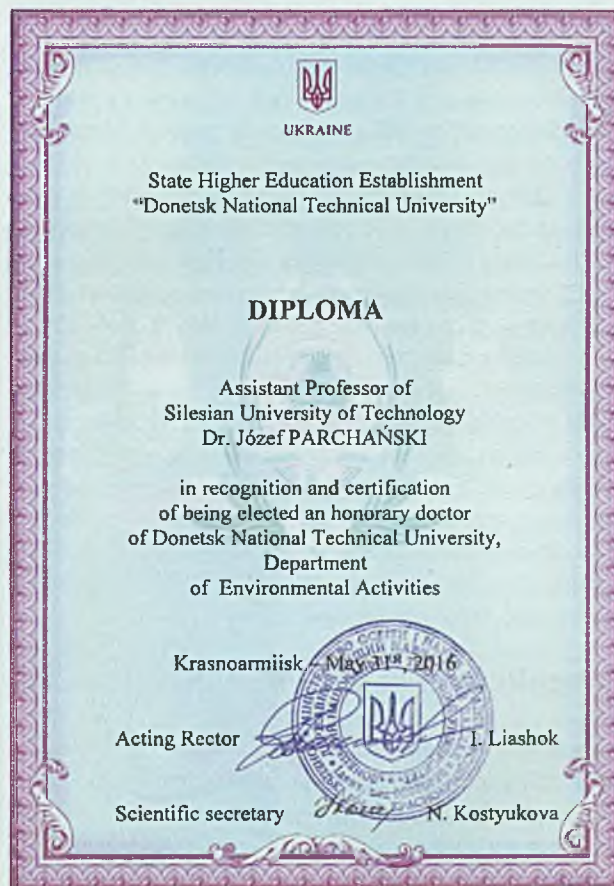 UKRAINE
State Higher Education Establishment
“Donetsk National Technical University”
DIPLOMA
Assistant Professor of
Silesian University of Technology
Dr. Józef PARCHAŃSKI
in recognition and certification
of being elected an honorary doctor
of Donetsk National Technical University,
Department
of Environmental Activities
Krasnoarmiisk – May 31st, 2016
Acting Rector I. Liashok
Scientific secretary N. Kostyukova